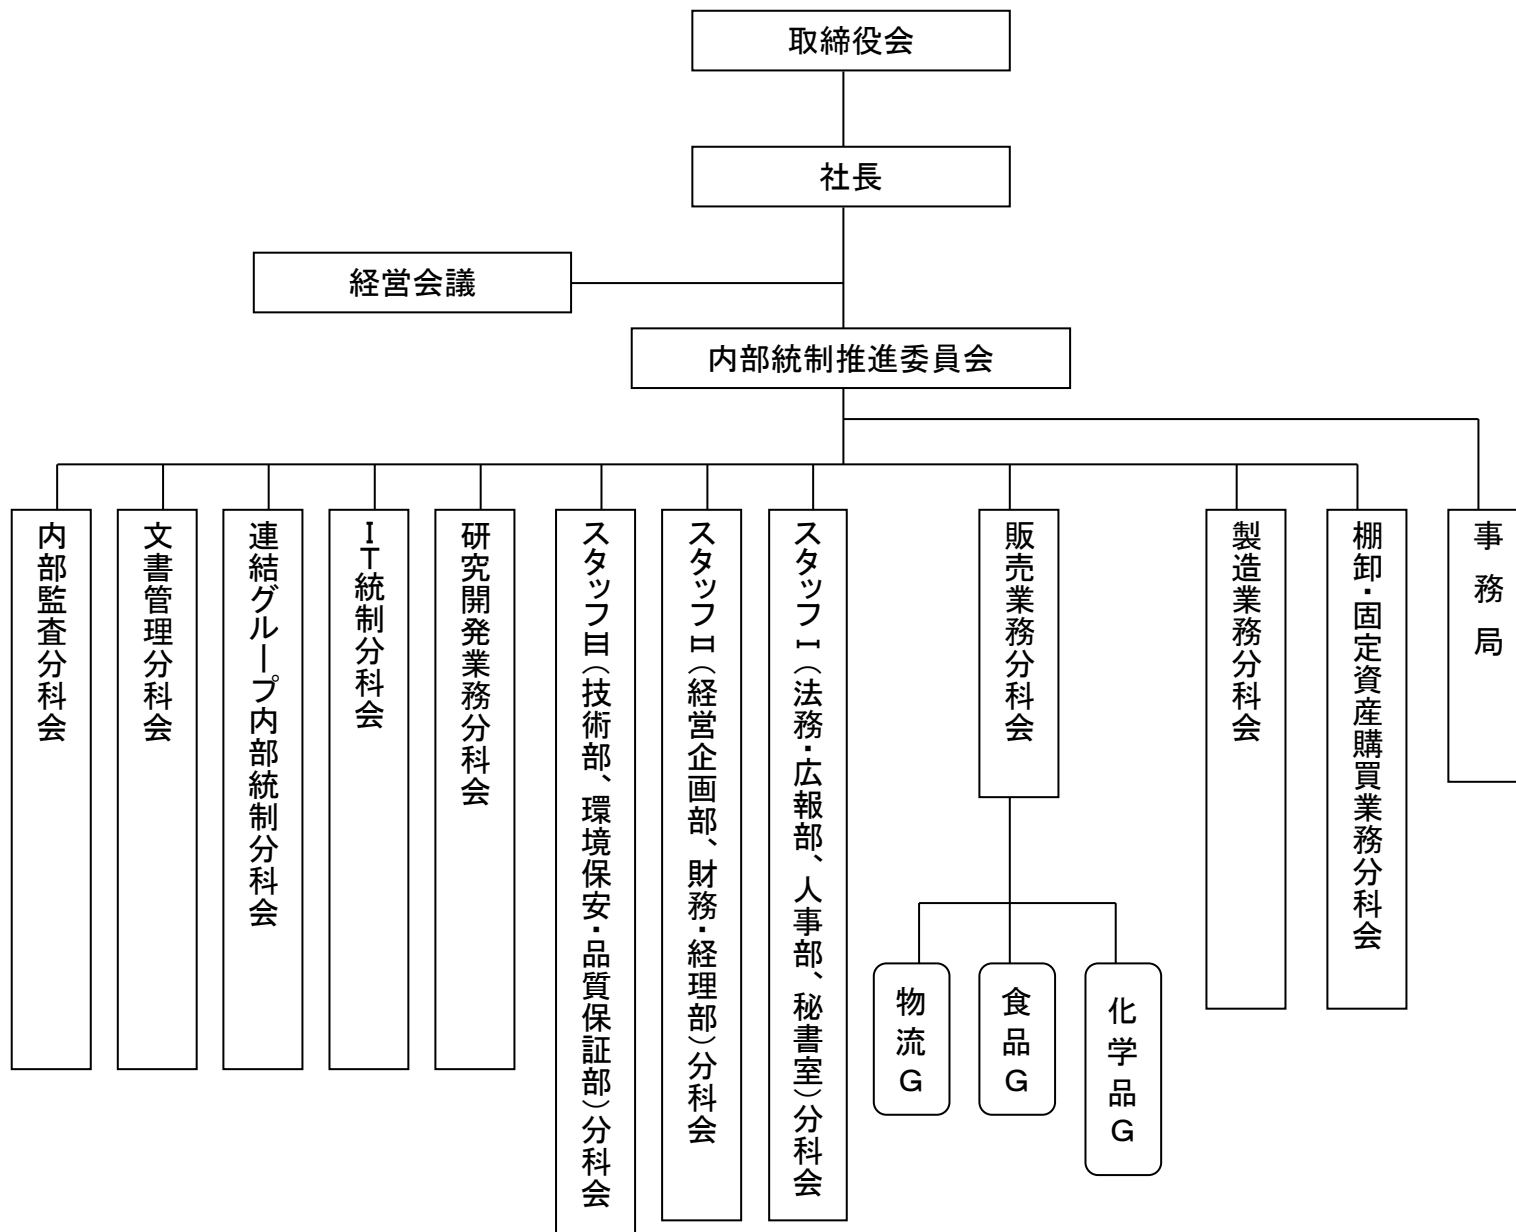 取締役会
社長
経営会議
内部統制推進委員会
内部監査分科会
文書管理分科会
連結グループ内部統制分科会
IT統制分科会
研究開発業務分科会
スタッフⅢ(技術部、環境保安・品質保証部)分科会
スタッフⅡ(経営企画部、財務・経理部)分科会
スタッフⅠ(法務・広報部、人事部、秘書室)分科会
販売業務分科会
製造業務分科会
棚卸・固定資産購買業務分科会
事務局
物流G
食品G
化学品G